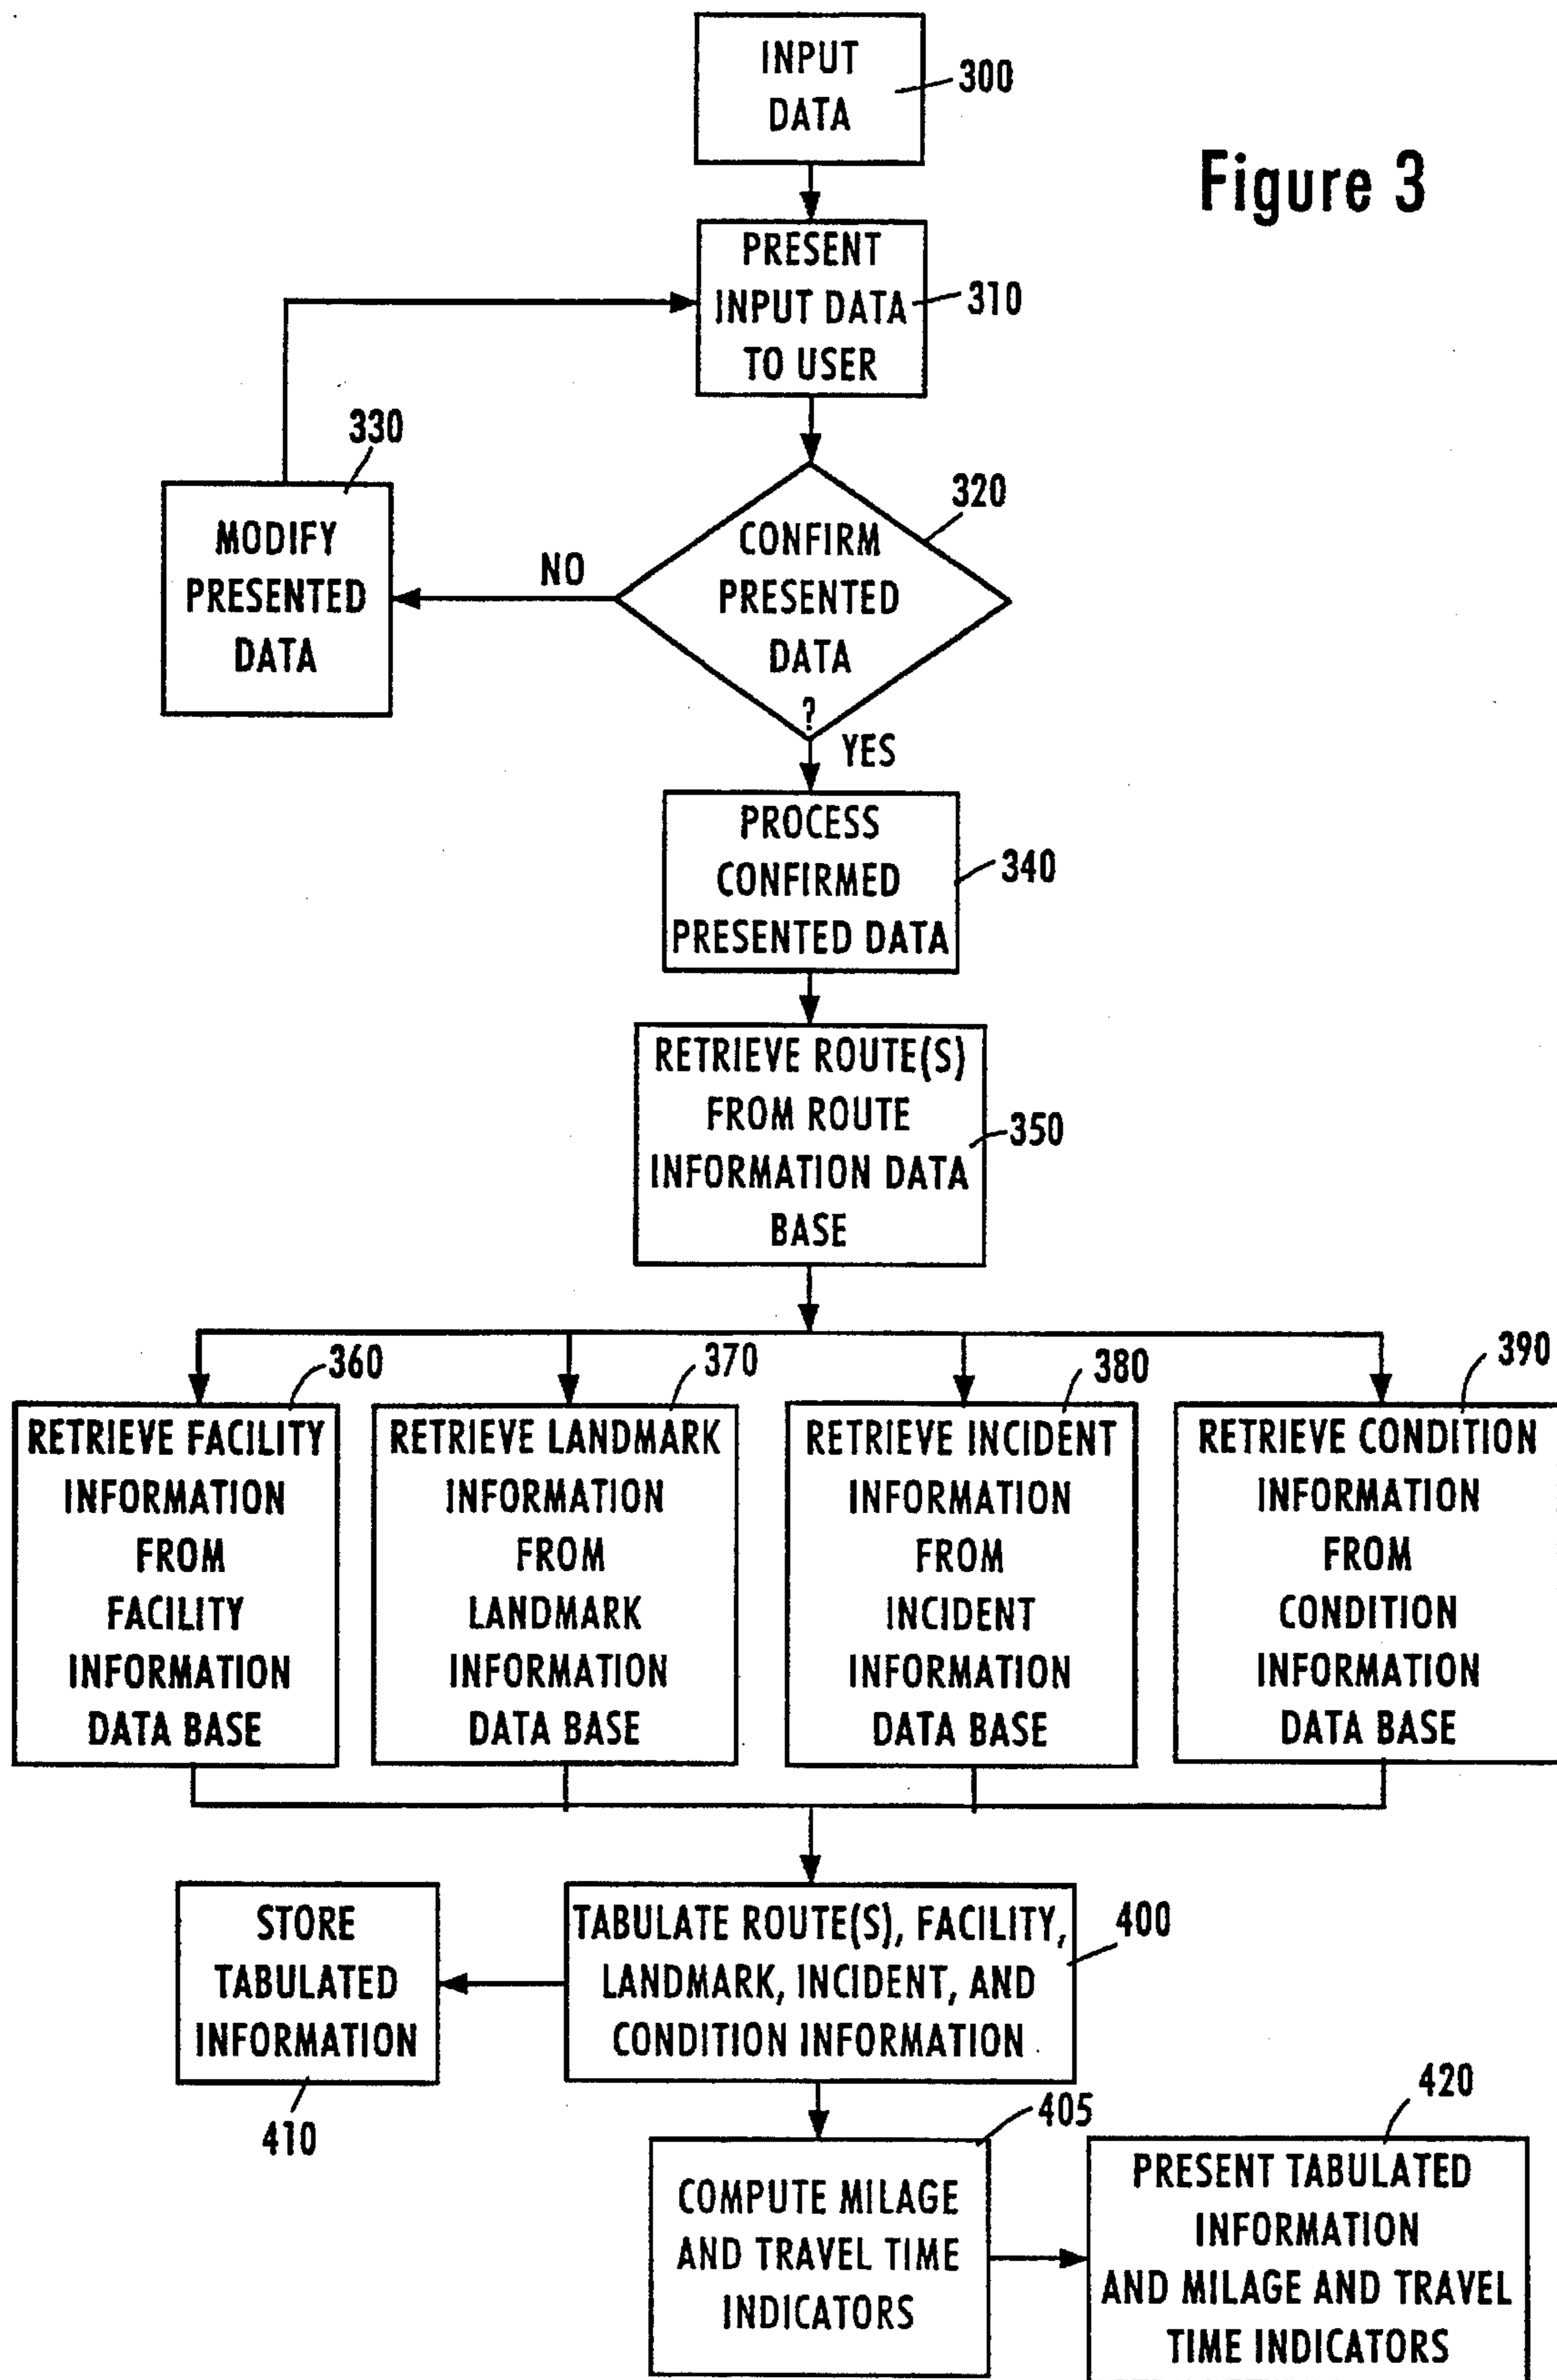 INPUT
DATA
300
Figure 3
PRESENT
INPUT DATA
TO USER
310
330
MODIFY
PRESENTED
DATA
NO
320
CONFIRM
PRESENTED
DATA
?
YES
PROCESS
CONFIRMED
PRESENTED DATA
340
RETRIEVE ROUTE(S)
FROM ROUTE
INFORMATION DATA
BASE
350
360
RETRIEVE FACILITY
INFORMATION
FROM
FACILITY
INFORMATION
DATA BASE
370
RETRIEVE LANDMARK
INFORMATION
FROM
LANDMARK
INFORMATION
DATA BASE
380
RETRIEVE INCIDENT
INFORMATION
FROM
INCIDENT
INFORMATION
DATA BASE
390
RETRIEVE CONDITION
INFORMATION
FROM
CONDITION
INFORMATION
DATA BASE
STORE
TABULATED
INFORMATION
410
TABULATE ROUTE(S), FACILITY,
LANDMARK, INCIDENT, AND
CONDITION INFORMATION
400
405
COMPUTE MILAGE
AND TRAVEL TIME
INDICATORS
420
PRESENT TABULATED
INFORMATION
AND MILAGE AND TRAVEL
TIME INDICATORS